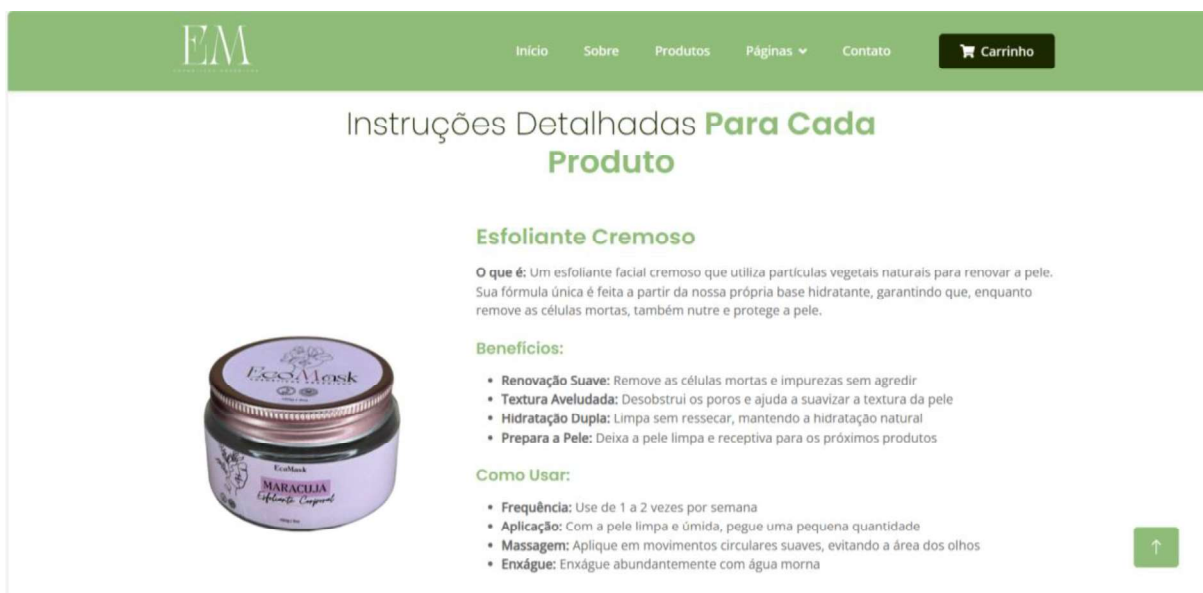 EM
Início Sobre Produtos Páginas Contato Carrinho
Instruções Detalhadas Para Cada
Produto
Esfoliante Cremoso
O que é: Um esfoliante facial cremoso que utiliza partículas vegetais naturais para renovar a pele.
Sua fórmula única é feita a partir da nossa própria base hidratante, garantindo que, enquanto
remove as células mortas, também nutre e protege a pele.
Benefícios:
• Renovação Suave: Remove as células mortas e impurezas sem agredir
• Textura Aveludada: Desobstrui os poros e ajuda a suavizar a textura da pele
• Hidratação Dupla: Limpa sem ressecar, mantendo a hidratação natural
• Prepara a Pele: Deixa a pele limpa e receptiva para os próximos produtos
Como Usar:
• Frequência: Use de 1 a 2 vezes por semana
• Aplicação: Com a pele limpa e úmida, pegue uma pequena quantidade
• Massagem: Aplique em movimentos circulares suaves, evitando a área dos olhos
• Enxágue: Enxágue abundantemente com água morna
EcoMask
EcoMask
MARACUJA
Esfoliante Corporal